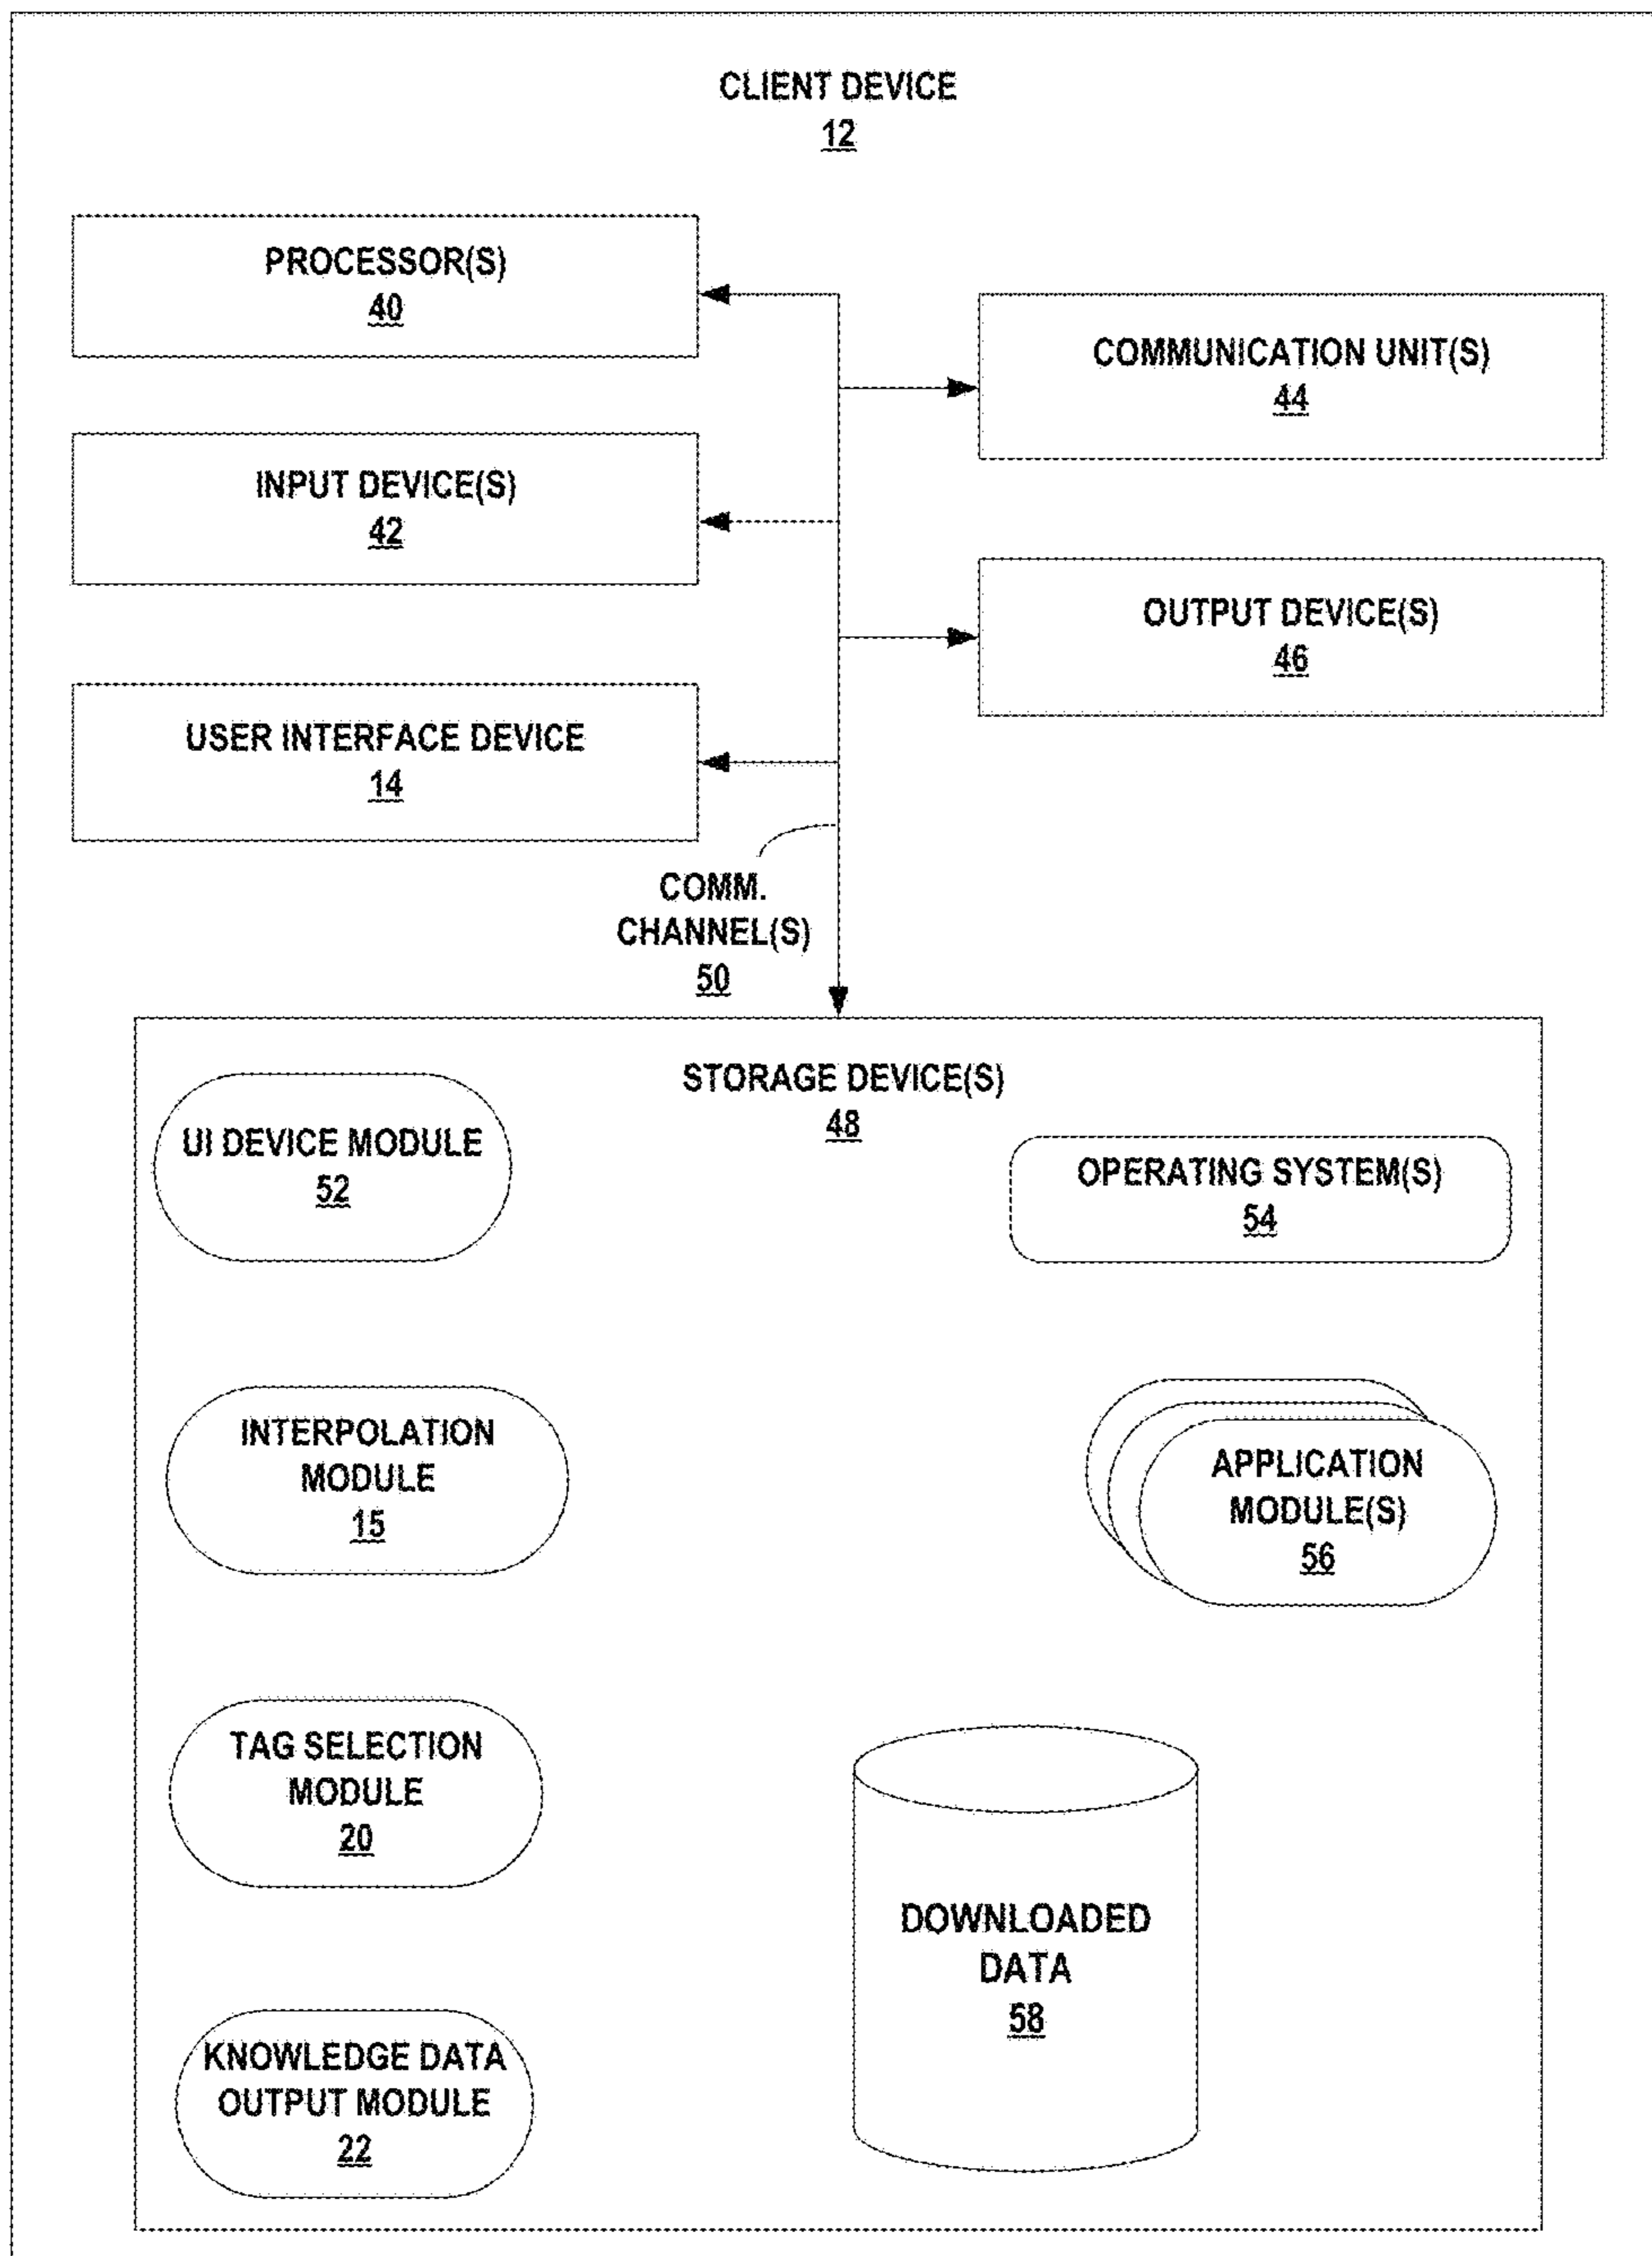 CLIENT DEVICE
12
PROCESSOR(S)
40
COMMUNICATION UNIT(S)
44
INPUT DEVICE(S)
42
OUTPUT DEVICE(S)
46
USER INTERFACE DEVICE
14
COMM.
CHANNEL(S)
50
STORAGE DEVICE(S)
48
UI DEVICE MODULE
52
OPERATING SYSTEM(S)
54
INTERPOLATION
MODULE
15
APPLICATION
MODULE(S)
56
TAG SELECTION
MODULE
20
DOWNLOADED
DATA
58
KNOWLEDGE DATA
OUTPUT MODULE
22